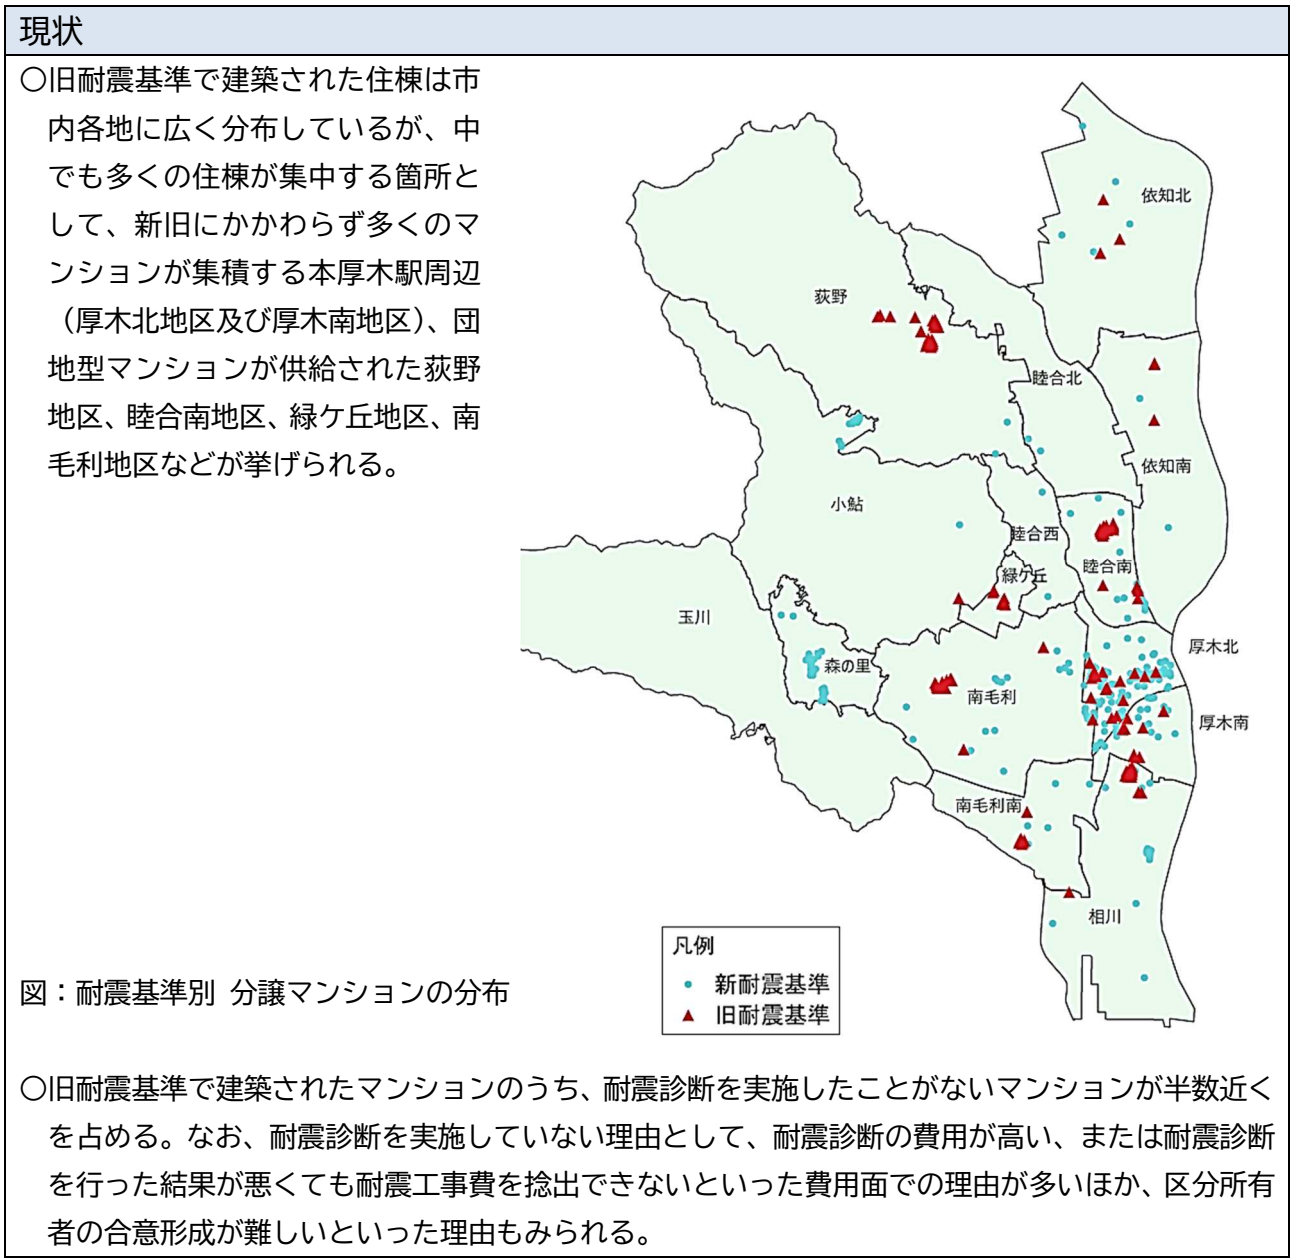 現状
〇旧耐震基準で建築された住棟は市
内各地に広く分布しているが、中
でも多くの住棟が集中する箇所と
して、新旧にかかわらず多くのマ
ンションが集積する本厚木駅周辺
（厚木北地区及び厚木南地区）、団
地型マンションが供給された荻野
地区、睦合南地区、緑ケ丘地区、南
毛利地区などが挙げられる。
依知北
荻野
睦合北
依知南
小鮎
睦合西
睦合南
緑ケ丘
玉川
厚木北
森の里
南毛利
厚木南
南毛利南
相川
凡例
新耐震基準
旧耐震基準
図：耐震基準別 分譲マンションの分布
〇旧耐震基準で建築されたマンションのうち、耐震診断を実施したことがないマンションが半数近く
を占める。なお、耐震診断を実施していない理由として、耐震診断の費用が高い、または耐震診断
を行った結果が悪くても耐震工事費を捻出できないといった費用面での理由が多いほか、区分所有
者の合意形成が難しいといった理由もみられる。